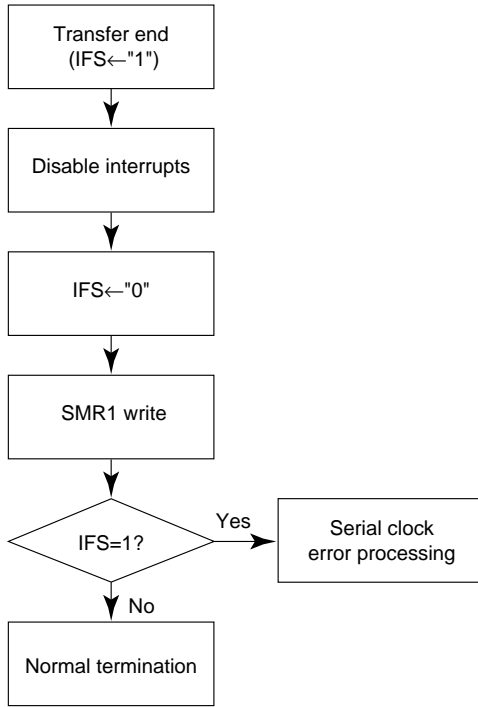 Transfer end
(IFS←"1")
Disable interrupts
IFS←"0"
SMR1 write
IFS=1?
Yes
Serial clock
error processing
No
Normal termination